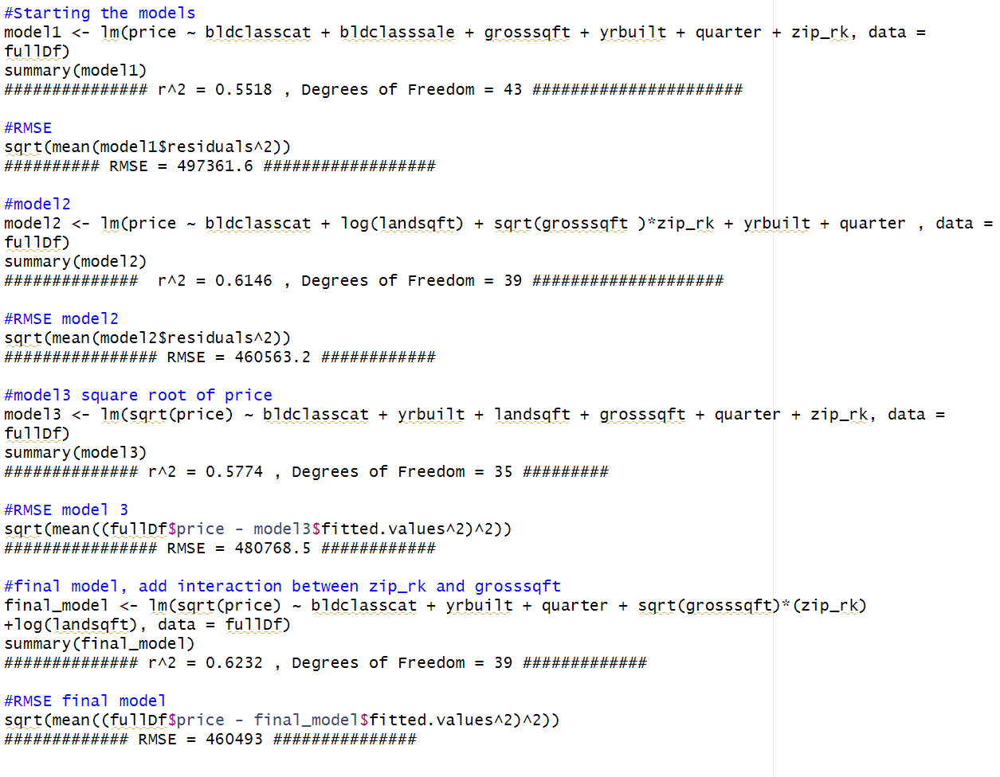 #Starting the models
model1 <- lm(price ~ bldclasscat + bldclasssale + grosssqft + yrbuilt + quarter + zip_rk, data =
fullDf)
summary(model1)
############### r^2 = 0.5518 , Degrees of Freedom = 43 ######################
#RMSE
sqrt(mean(model1$residuals^2))
########## RMSE = 497361.6 ##################
#model2
model2 <- lm(price ~ bldclasscat + log(landsqft) + sqrt(grosssqft )*zip_rk + yrbuilt + quarter , data =
fullDf)
summary(model2)
##############  r^2 = 0.6146 , Degrees of Freedom = 39 ####################
#RMSE model2
sqrt(mean(model2$residuals^2))
################ RMSE = 460563.2 ############
#model3 square root of price
model3 <- lm(sqrt(price) ~ bldclasscat + yrbuilt + landsqft + grosssqft + quarter + zip_rk, data =
fullDf)
summary(model3)
############## r^2 = 0.5774 , Degrees of Freedom = 35 #########
#RMSE model 3
sqrt(mean((fullDf$price - model3$fitted.values^2)^2))
################ RMSE = 480768.5 ############
#final model, add interaction between zip_rk and grosssqft
final_model <- lm(sqrt(price) ~ bldclasscat + yrbuilt + quarter + sqrt(grosssqft)*(zip_rk)
+log(landsqft), data = fullDf)
summary(final_model)
############## r^2 = 0.6232 , Degrees of Freedom = 39 #############
#RMSE final model
sqrt(mean((fullDf$price - final_model$fitted.values^2)^2))
############# RMSE = 460493 ###############